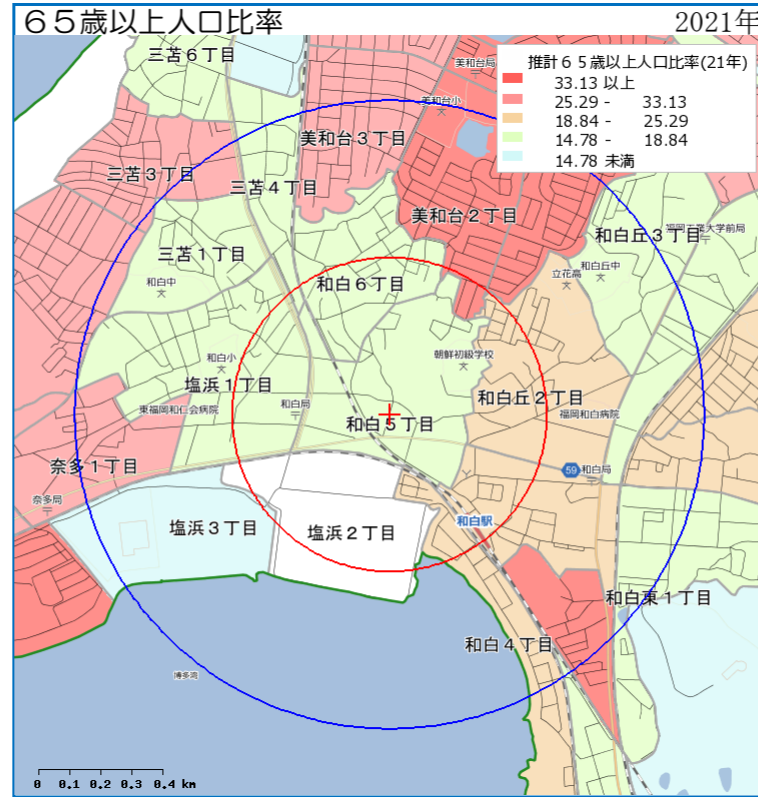 ６５歳以上人口比率
2021年
推計６５歳以上人口比率(21年)
33.13 以上
25.29 - 33.13
18.84 - 25.29
14.78 - 18.84
14.78 未満
三苫６丁目
美和台局
美和台小
美和台３丁目
三苫３丁目
三苫４丁目
美和台２丁目
和白丘３丁目
三苫１丁目
和白中
和白６丁目
立花高
和白丘中
和白小
朝鮮初級学校
塩浜１丁目
和白丘２丁目
東福岡和仁会病院
和白局
和白５丁目
福岡和白病院
奈多１丁目
59
和白局
奈多局
塩浜３丁目
塩浜２丁目
和白駅
和白東１丁目
和白４丁目
博多湾
0 0.1 0.2 0.3 0.4 km